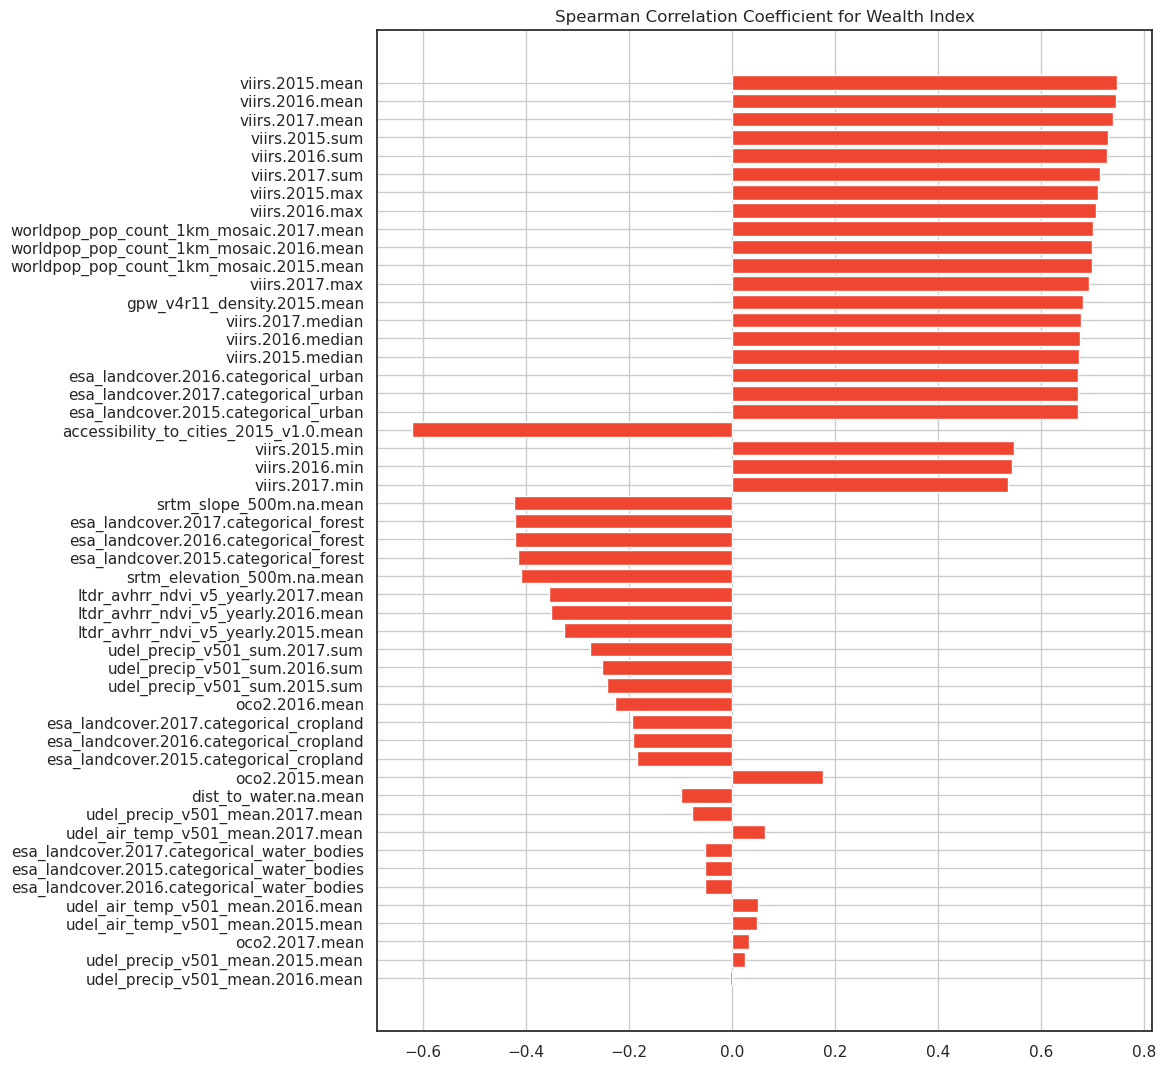 Spearman Correlation Coefficient for Wealth Index
viirs.2015.mean
viirs.2016.mean
viirs.2017.mean
viirs.2015.sum
viirs.2016.sum
viirs.2017.sum
viirs.2015.max
viirs.2016.max
worldpop_pop_count_1km_mosaic.2017.mean
worldpop_pop_count_1km_mosaic.2016.mean
worldpop_pop_count_1km_mosaic.2015.mean
viirs.2017.max
gpw_v4r11_density.2015.mean
viirs.2017.median
viirs.2016.median
viirs.2015.median
esa_landcover.2016.categorical_urban
esa_landcover.2017.categorical_urban
esa_landcover.2015.categorical_urban
accessibility_to_cities_2015_v1.0.mean
viirs.2015.min
viirs.2016.min
viirs.2017.min
srtm_slope_500m.na.mean
esa_landcover.2017.categorical_forest
esa_landcover.2016.categorical_forest
esa_landcover.2015.categorical_forest
srtm_elevation_500m.na.mean
ltdr_avhrr_ndvi_v5_yearly.2017.mean
ltdr_avhrr_ndvi_v5_yearly.2016.mean
ltdr_avhrr_ndvi_v5_yearly.2015.mean
udel_precip_v501_sum.2017.sum
udel_precip_v501_sum.2016.sum
udel_precip_v501_sum.2015.sum
oco2.2016.mean
esa_landcover.2017.categorical_cropland
esa_landcover.2016.categorical_cropland
esa_landcover.2015.categorical_cropland
oco2.2015.mean
dist_to_water.na.mean
udel_precip_v501_mean.2017.mean
udel_air_temp_v501_mean.2017.mean
esa_landcover.2017.categorical_water_bodies
esa_landcover.2015.categorical_water_bodies
esa_landcover.2016.categorical_water_bodies
udel_air_temp_v501_mean.2016.mean
udel_air_temp_v501_mean.2015.mean
oco2.2017.mean
udel_precip_v501_mean.2015.mean
udel_precip_v501_mean.2016.mean
−0.6 −0.4 −0.2 0.0 0.2 0.4 0.6 0.8